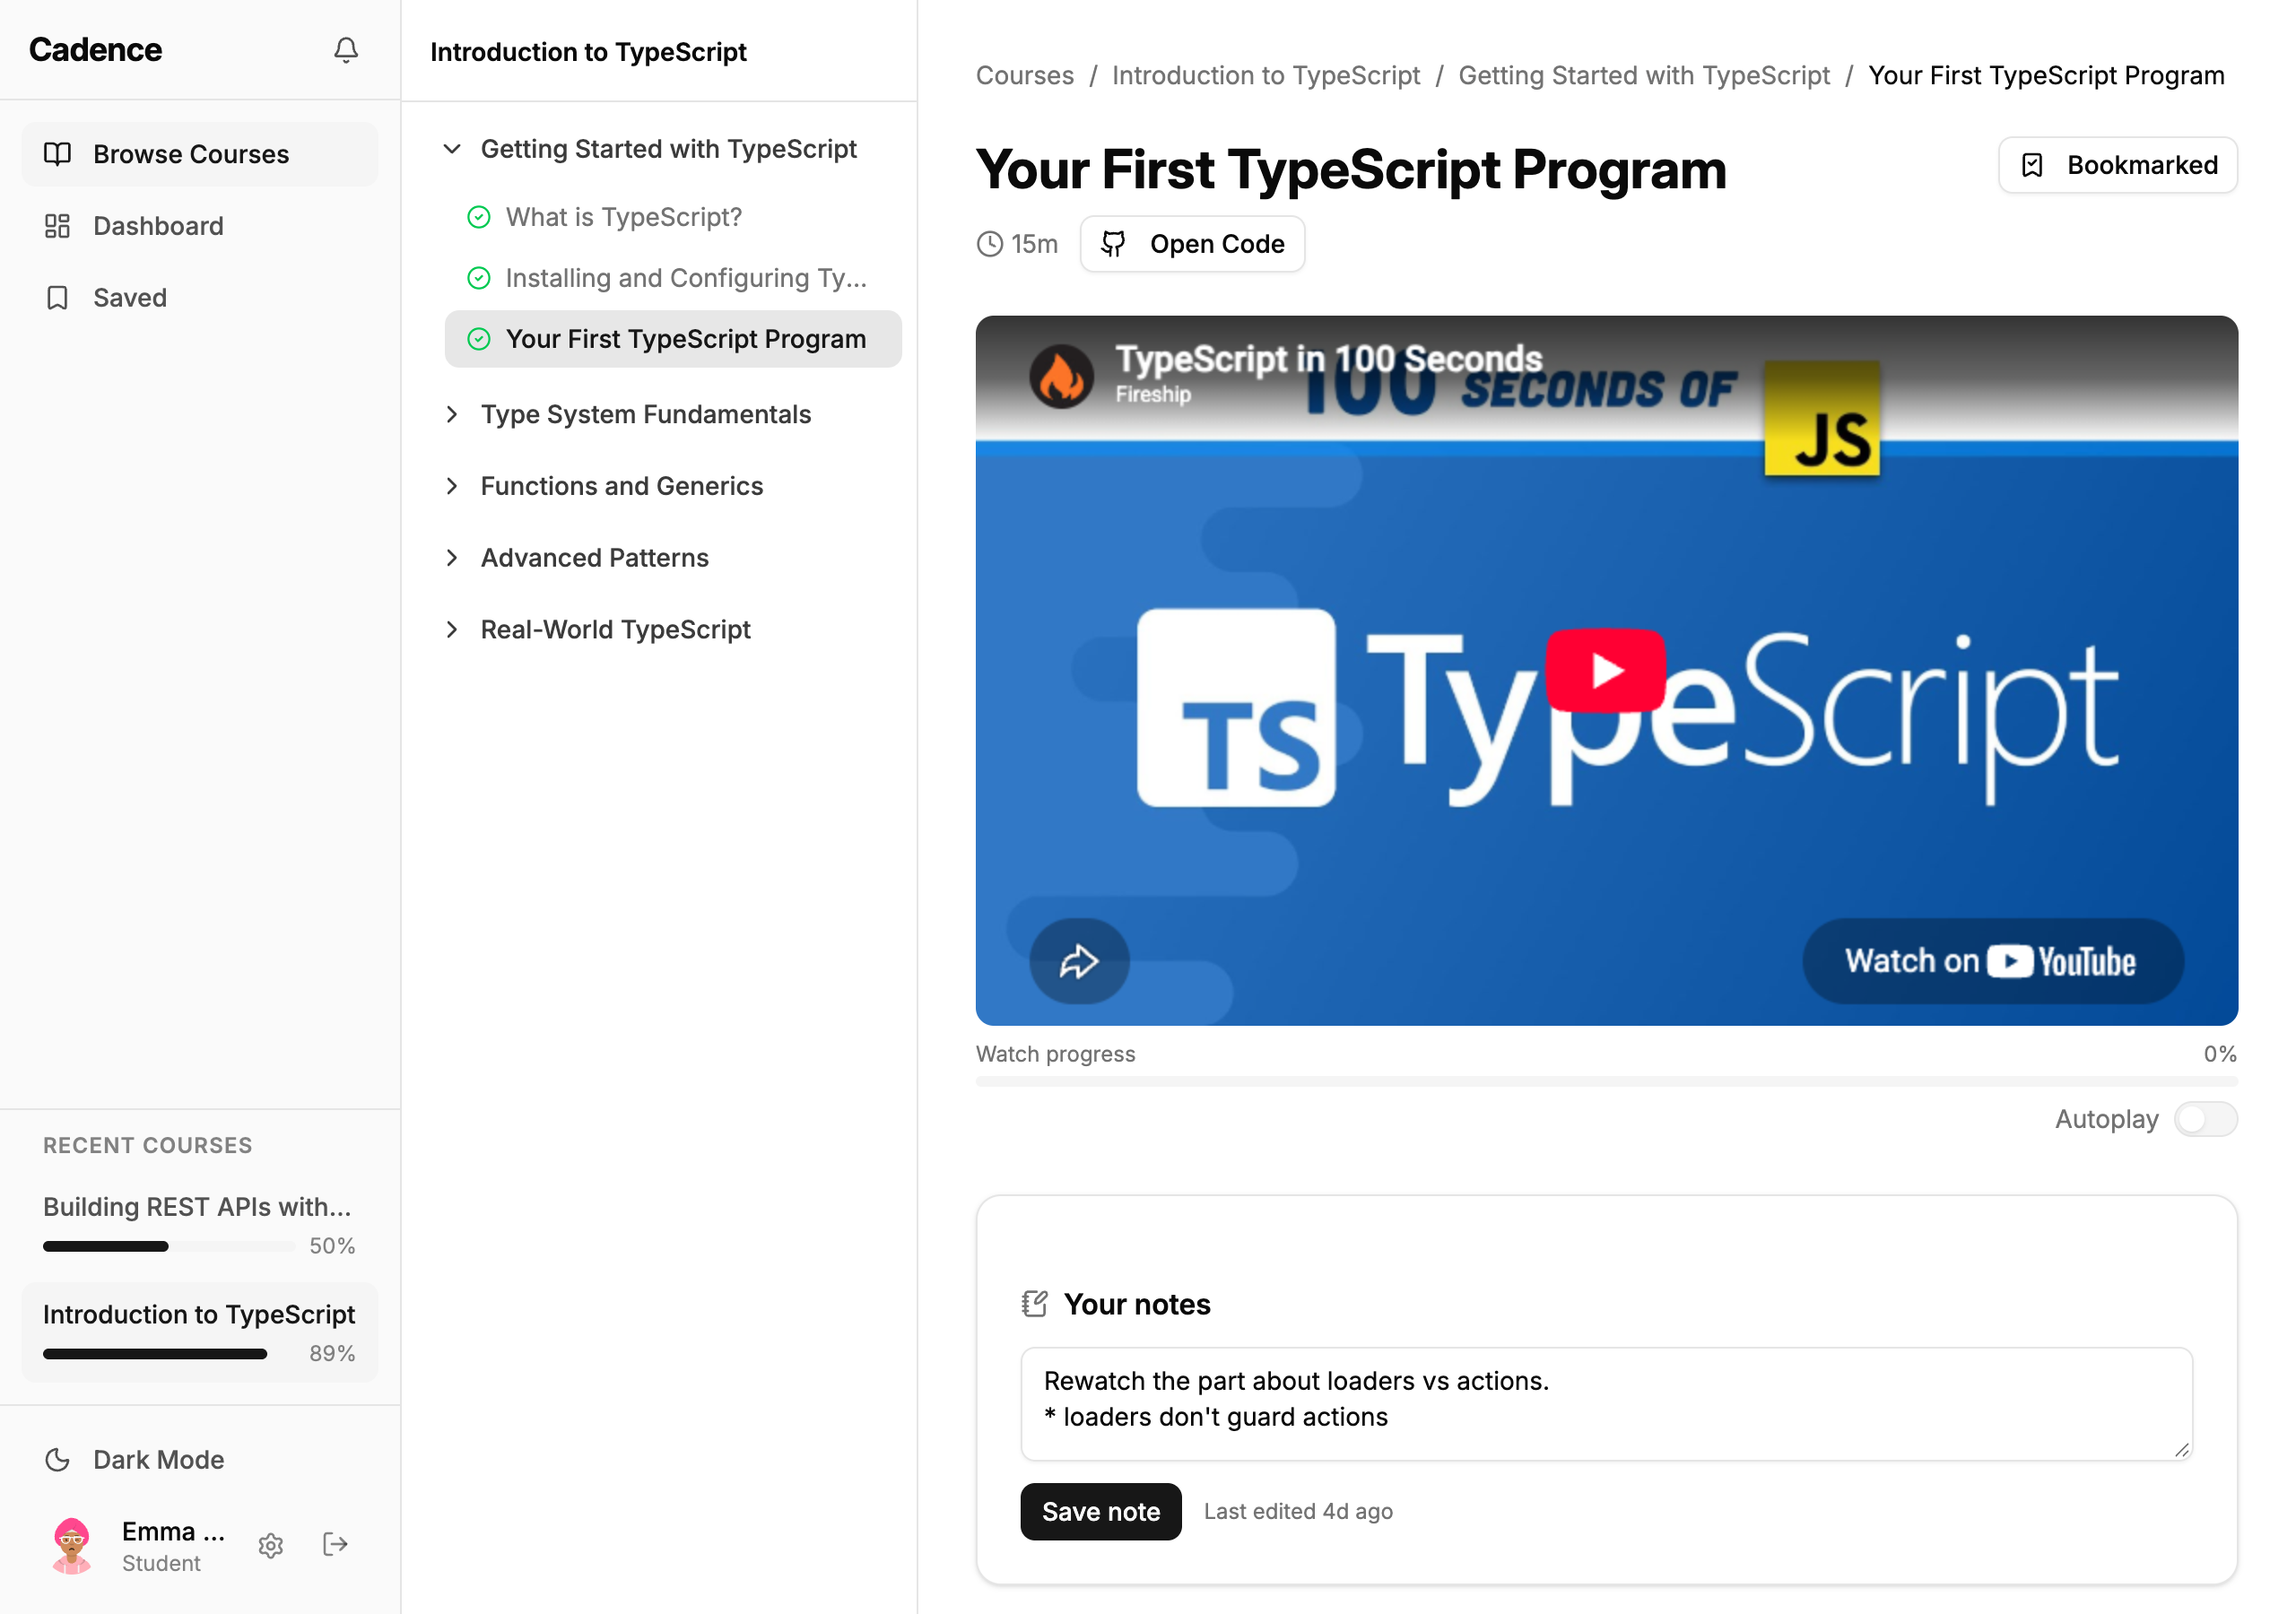 Cadence
Browse Courses
Dashboard
Saved
RECENT COURSES
Building REST APIs with...
50%
Introduction to TypeScript
89%
Dark Mode
Emma ...
Student
Introduction to TypeScript
Getting Started with TypeScript
What is TypeScript?
Installing and Configuring Ty...
Your First TypeScript Program
Type System Fundamentals
Functions and Generics
Advanced Patterns
Real-World TypeScript
Courses / Introduction to TypeScript / Getting Started with TypeScript / Your First TypeScript Program
Your First TypeScript Program
Bookmarked
15m
Open Code
TypeScript in 100 Seconds
Fireship
100 SECONDS OF
JS
TS TypeScript
Watch on YouTube
Watch progress
0%
Autoplay
Your notes
Rewatch the part about loaders vs actions.
* loaders don't guard actions
Save note
Last edited 4d ago